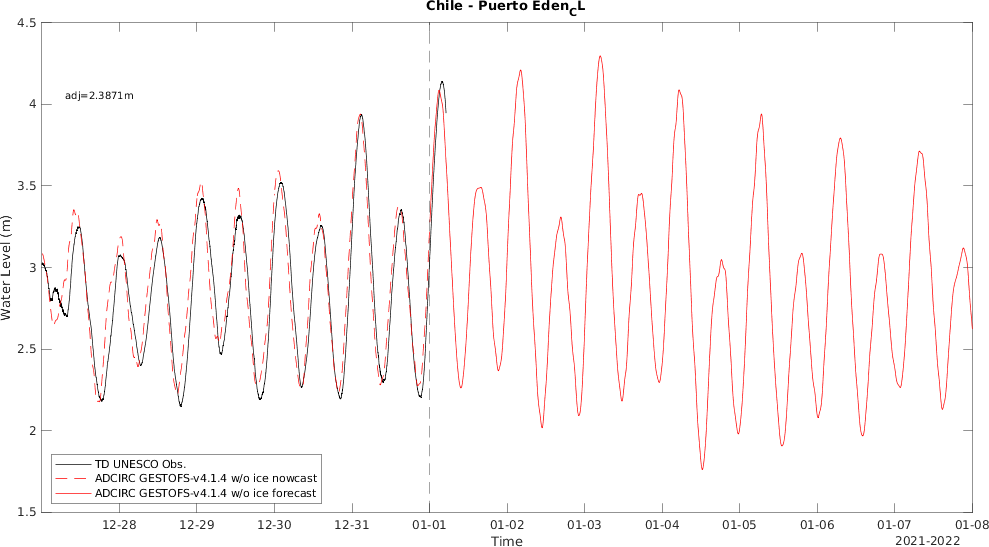 Chile - Puerto Eden_CL
4.5
4
3.5
3
2.5
2
1.5
Water Level (m)
adj=2.3871m
TD UNESCO Obs.
ADCIRC GESTOFS-v4.1.4 w/o ice nowcast
ADCIRC GESTOFS-v4.1.4 w/o ice forecast
12-28 12-29 12-30 12-31 01-01 01-02 01-03 01-04 01-05 01-06 01-07 01-08
Time
2021-2022